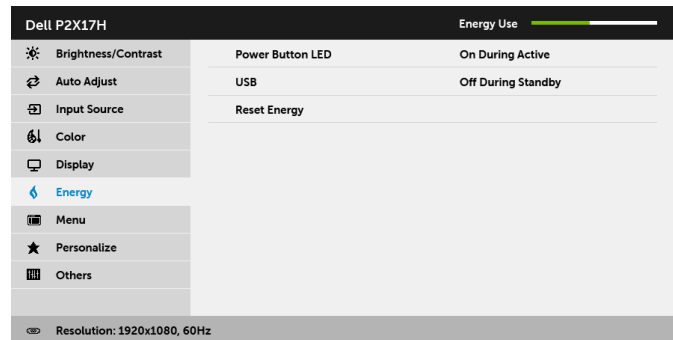 Dell P2X17H Energy Use
Brightness/Contrast Power Button LED On During Active
Auto Adjust USB Off During Standby
Input Source Reset Energy
Color
Display
Energy
Menu
Personalize
Others
Resolution: 1920x1080, 60Hz